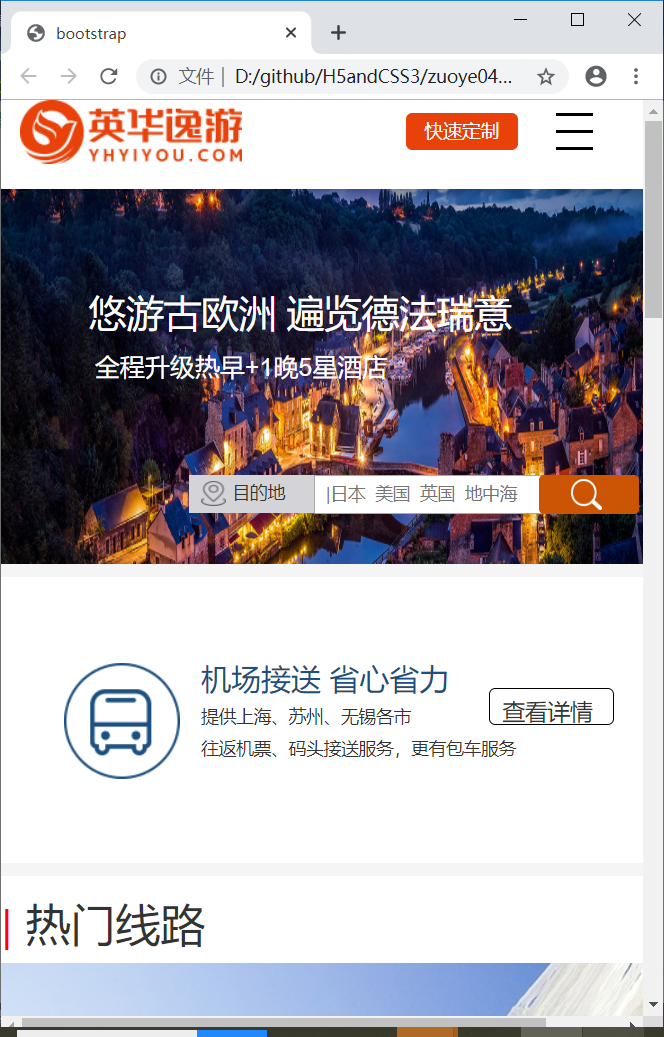 bootstrap
文件 | D:/github/H5andCSS3/zuoye04...
英华逸游
YHYIYOU.COM
快速定制
悠游古欧洲 遍览德法瑞意
全程升级热早+1晚5星酒店
目的地 |日本 美国 英国 地中海
机场接送 省心省力
提供上海、苏州、无锡各市
查看详情
往返机票、码头接送服务，更有包车服务
| 热门线路